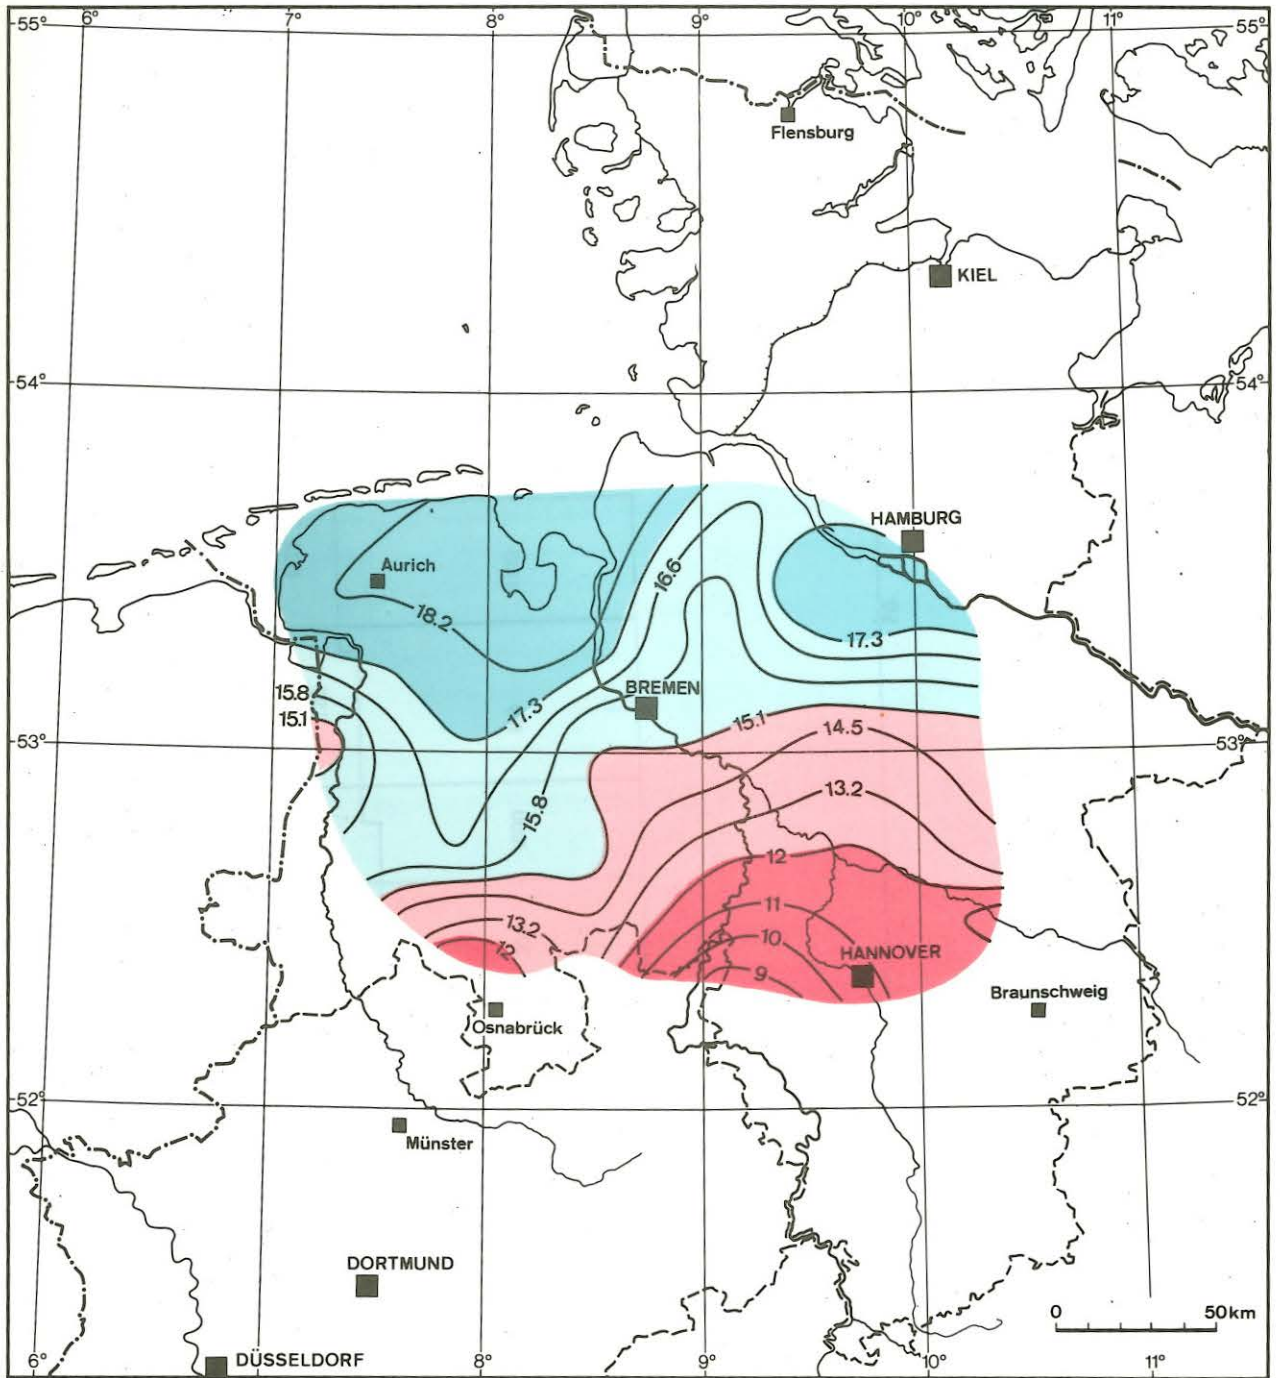 6° 7° 8° 9° 10° 11°
55° 55°
Flensburg
KIEL
54° 54°
HAMBURG
Aurich
16.6
18.2
17.3
15.8
BREMEN
15.1
17.3
15.1
14.5
53° 53°
13.2
15.8
12
11
13.2
10
12
HANNOVER
9
Braunschweig
Osnabrück
52° 52°
Münster
DORTMUND
0 50km
DÜSSELDORF
6° 8° 9° 10° 11°